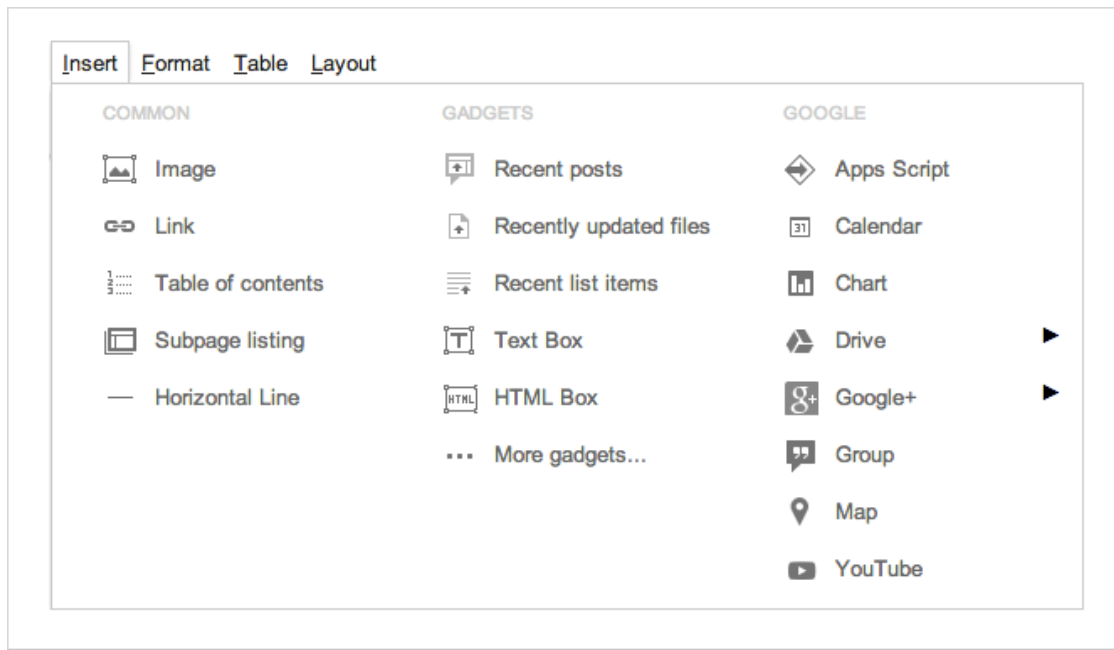 Insert Format Table Layout
COMMON
Image
Link
Table of contents
Subpage listing
Horizontal Line
GADGETS
Recent posts
Recently updated files
Recent list items
Text Box
HTML HTML Box
More gadgets...
GOOGLE
Apps Script
31 Calendar
Chart
Drive
g+ Google+
Group
Map
YouTube